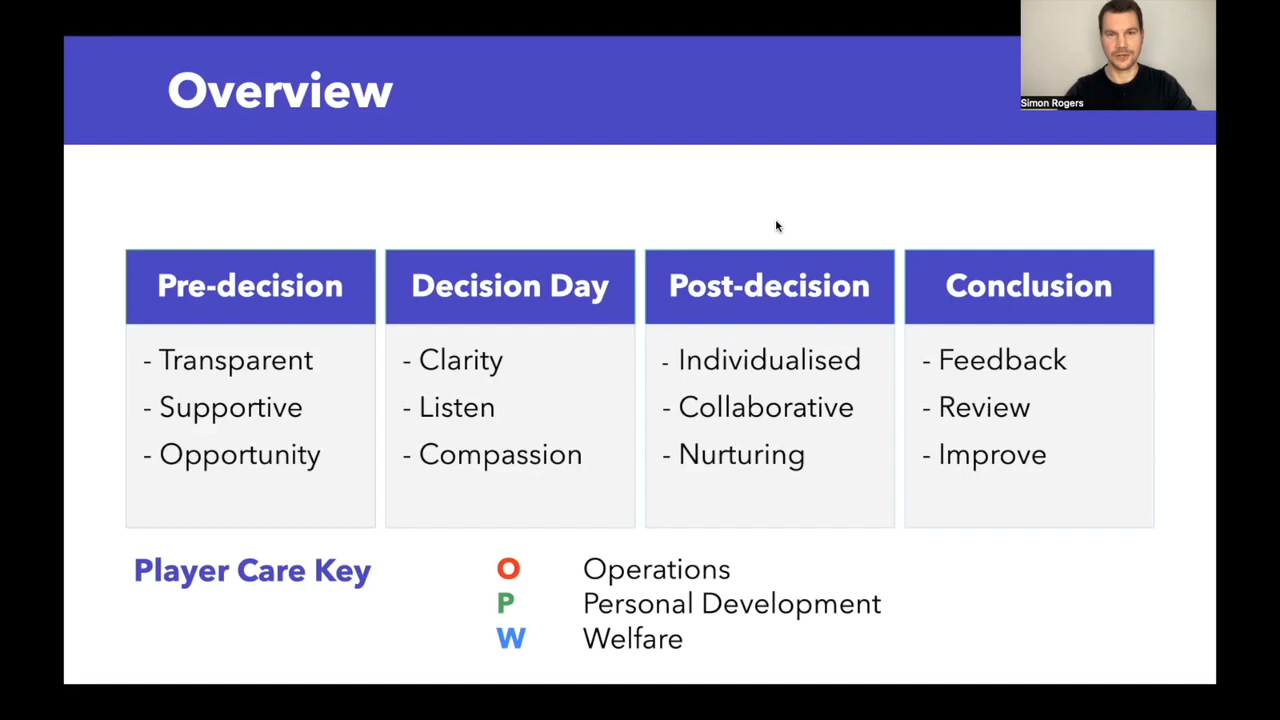 Overview
Simon Rogers
Pre-decision
- Transparent
- Supportive
- Opportunity
Decision Day
- Clarity
- Listen
- Compassion
Post-decision
- Individualised
- Collaborative
- Nurturing
Conclusion
- Feedback
- Review
- Improve
Player Care Key
O Operations
P Personal Development
W Welfare